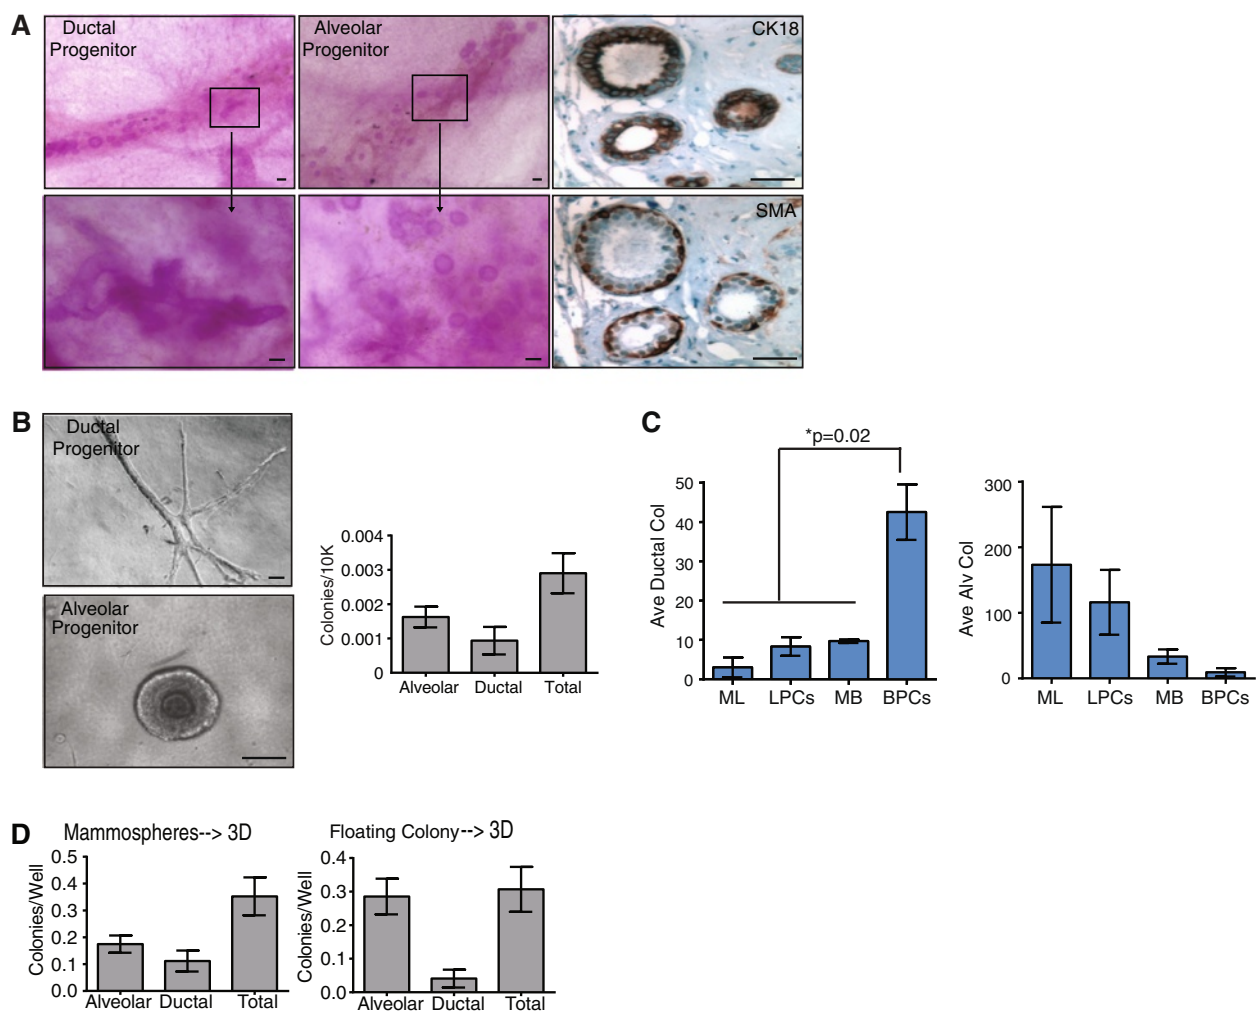 A
Ductal
Progenitor
Alveolar
Progenitor
CK18
SMA
B
Ductal
Progenitor
Alveolar
Progenitor
Colonies/10K
0.004
0.003
0.002
0.001
0
Alveolar Ductal Total
C
*p=0.02
Ave Ductal Col
50
40
30
20
10
0
ML LPCs MB BPCs
Ave Alv Col
300
200
100
0
ML LPCs MB BPCs
D
Mammospheres--> 3D
Colonies/Well
0.5
0.4
0.3
0.2
0.1
0.0
Alveolar Ductal Total
Floating Colony--> 3D
Colonies/Well
0.4
0.3
0.2
0.1
0.0
Alveolar Ductal Total